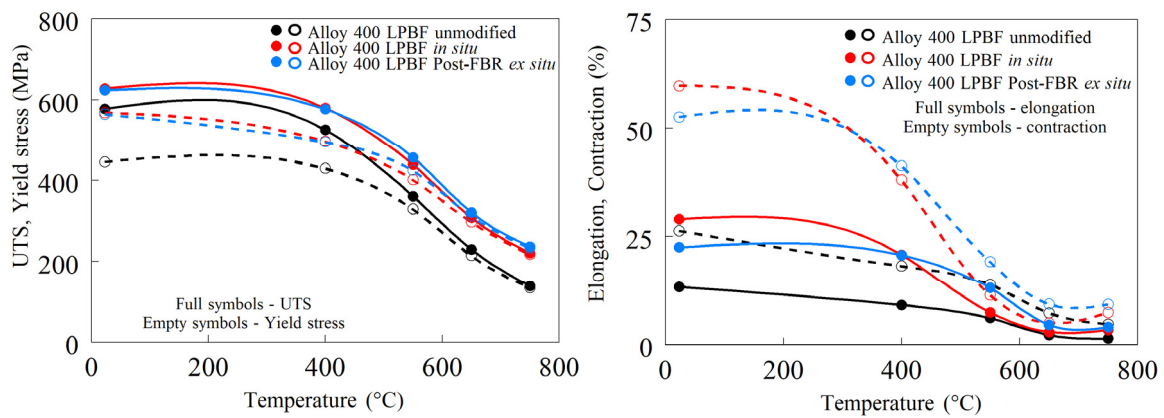 UTS, Yield stress (MPa)
800
600
400
200
0
Alloy 400 LPBF unmodified
Alloy 400 LPBF in situ
Alloy 400 LPBF Post-FBR ex situ
Full symbols - UTS
Empty symbols - Yield stress
0 200 400 600 800
Temperature (°C)
Elongation, Contraction (%)
75
50
25
0
Alloy 400 LPBF unmodified
Alloy 400 LPBF in situ
Alloy 400 LPBF Post-FBR ex situ
Full symbols - elongation
Empty symbols - contraction
0 200 400 600 800
Temperature (°C)